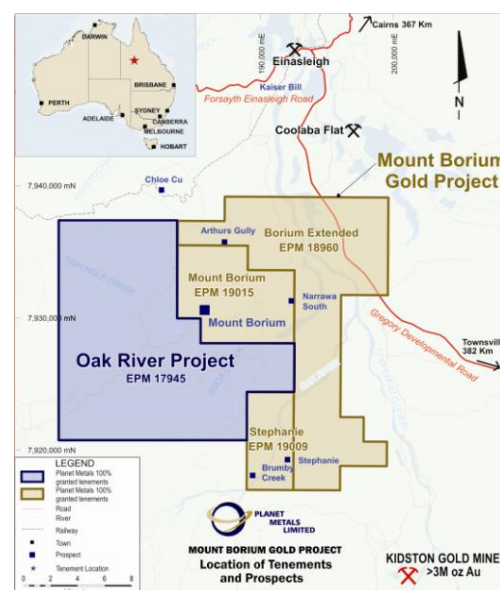 DARWIN
BRISBANE
PERTH
SYDNEY
ADELAIDE
CANBERRA
MELBOURNE
HOBART
190,000 mE
200,000 mE
Cairns 367 Km
N
Einasleigh
Kaiser Bill
Forsyth Einasleigh Road
Coolaba Flat
Mount Borium
Gold Project
7,940,000 mN
Chloe Cu
Borium Extended
EPM 18960
Arthurs Gully
Mount Borium
EPM 19015
Narrawa
South
7,930,000 mN
Mount Borium
Oak River Project
EPM 17945
Gregory Developmental Road
Townsville
382 Km
7,920,000 mN
Stephanie
EPM 19009
Stephanie
Brumby
Creek
LEGEND
Planet Metals 100%
granted tenements
Planet Metals 100%
granted tenements
Road
River
Railway
Town
Prospect
Tenement Location
0 2 4 6 8
PLANET
METALS
LIMITED
MOUNT BORIUM GOLD PROJECT
Location of Tenements
and Prospects
KIDSTON GOLD MINE
>3M oz Au